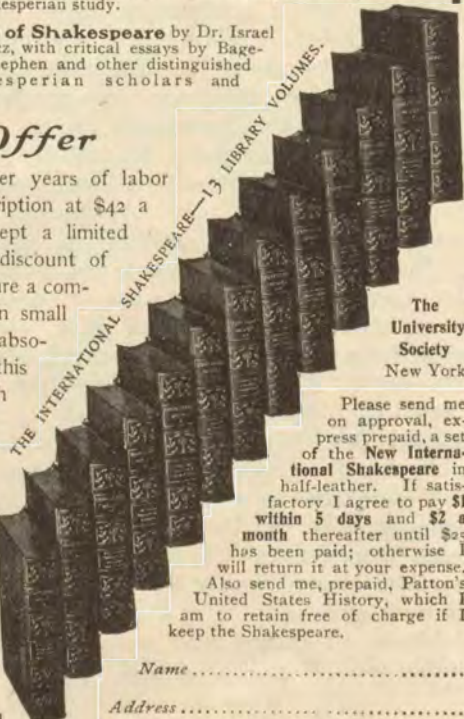 esperian study.
of Shakespeare by Dr. Israel
cz, with critical essays by Bage-
tephen and other distinguished
esperian scholars and
Offer
er years of labor
ription at $42 a
ept a limited
discount of
ure a com-
n small
abso-
this
n
THE INTERNATIONAL SHAKESPEARE—13 LIBRARY VOLUMES.
The
University
Society
New York
Please send me
on approval, ex-
press prepaid, a set
of the New Interna-
tional Shakespeare in
half-leather. If satis-
factory I agree to pay $1
within 5 days and $2 a
month thereafter until $25
has been paid; otherwise I
will return it at your expense.
Also send me, prepaid, Patton's
United States History, which I
am to retain free of charge if I
keep the Shakespeare.
Name
Address